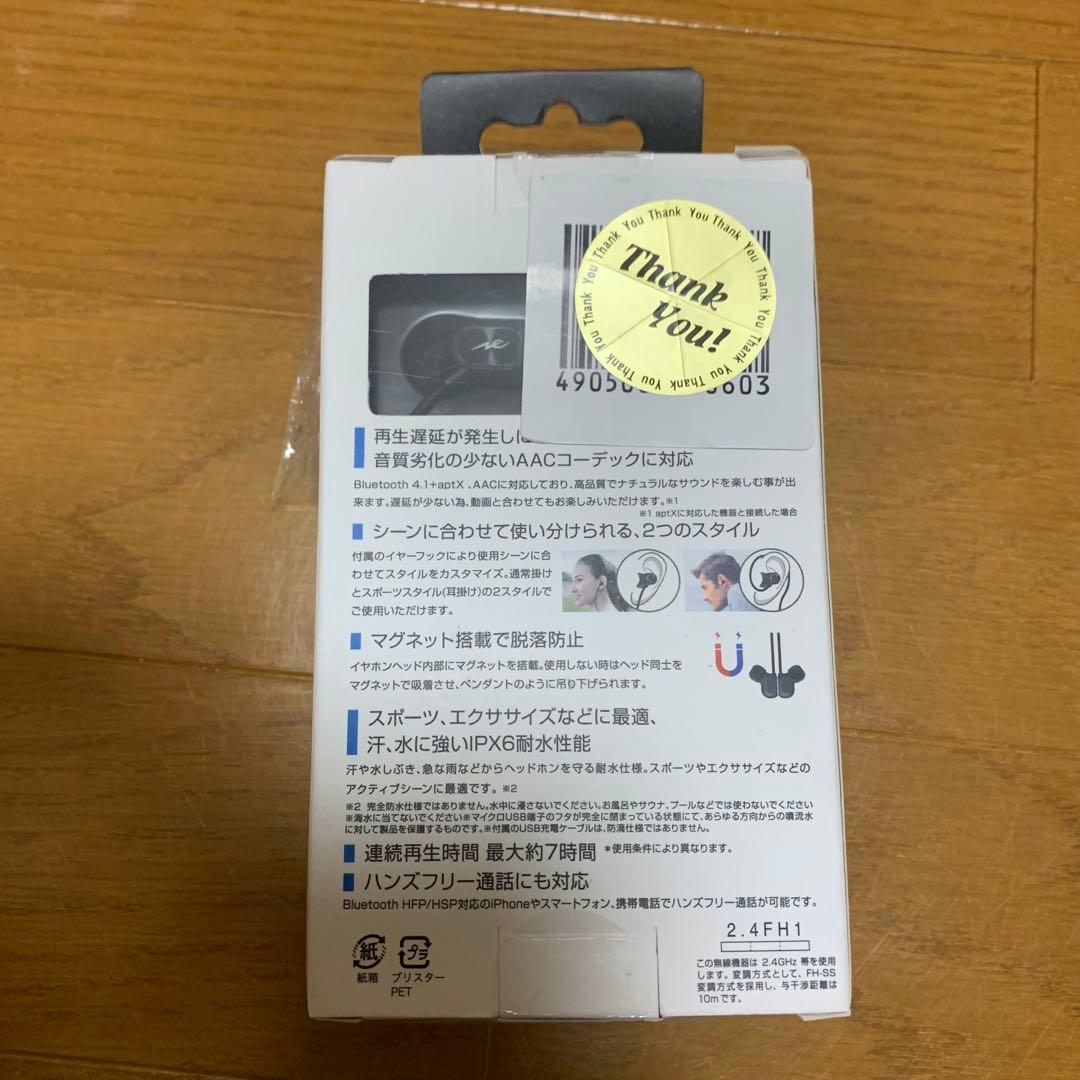 Thank You Thank You Thank You Thank You Thank You Thank You Thank You
Thank
You!
603
再生遅延が発生し
音質劣化の少ないAACコーデックに対応
Bluetooth 4.1+aptX 、AACに対応しており、高品質でナチュラルなサウンドを楽しむ事が出
来ます。遅延が少ない為、動画と合わせてもお楽しみいただけます。※1
※1 aptXに対応した機器と接続した場合
シーンに合わせて使い分けられる、2つのスタイル
付属のイヤーフックにより使用シーンに合
わせてスタイルをカスタマイズ。通常掛け
とスポーツスタイル(耳掛け)の2スタイルで
ご使用いただけます。
マグネット搭載で脱落防止
イヤホンヘッド内部にマグネットを搭載。使用しない時はヘッド同士を
マグネットで吸着させ、ペンダントのように吊り下げられます。
スポーツ、エクササイズなどに最適、
汗、水に強いIPX6耐水性能
汗や水しぶき、急な雨などからヘッドホンを守る耐水仕様。スポーツやエクササイズなどの
アクティブシーンに最適です。※2
※2 完全防水仕様ではありません。水中に浸さないでください。お風呂やサウナ、プールなどでは使わないでください
※海水に当てないでください※マイクロUSB端子のフタが完全に閉まっている状態にて、あらゆる方向からの噴流水
に対して製品を保護するものです。※付属のUSB充電ケーブルは、防滴仕様ではありません。
連続再生時間 最大約7時間 *使用条件により異なります。
ハンズフリー通話にも対応
Bluetooth HFP/HSP対応のiPhoneやスマートフォン、携帯電話でハンズフリー通話が可能です。
紙
紙箱
プラ
ブリスター
PET
2.4FH1
この無線機器は 2.4GHz 帯を使用
します。変調方式として、FH-SS
変調方式を採用し、与干渉距離は
10mです。